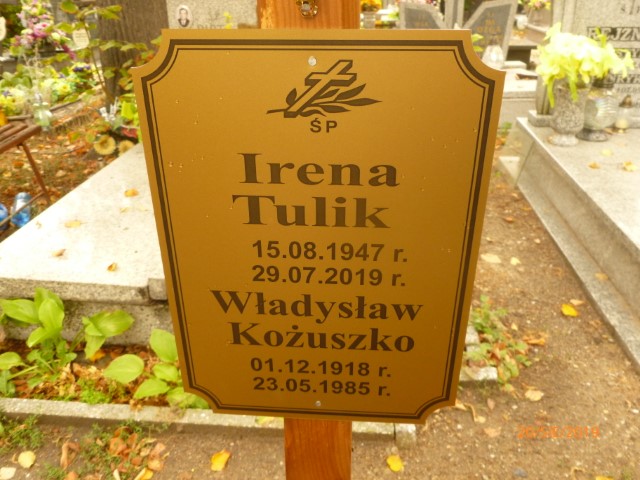 ŚP
Irena
Tulik
15.08.1947 r.
29.07.2019 r.
Władysław
Kożuszko
01.12.1918 r.
23.05.1985 r.